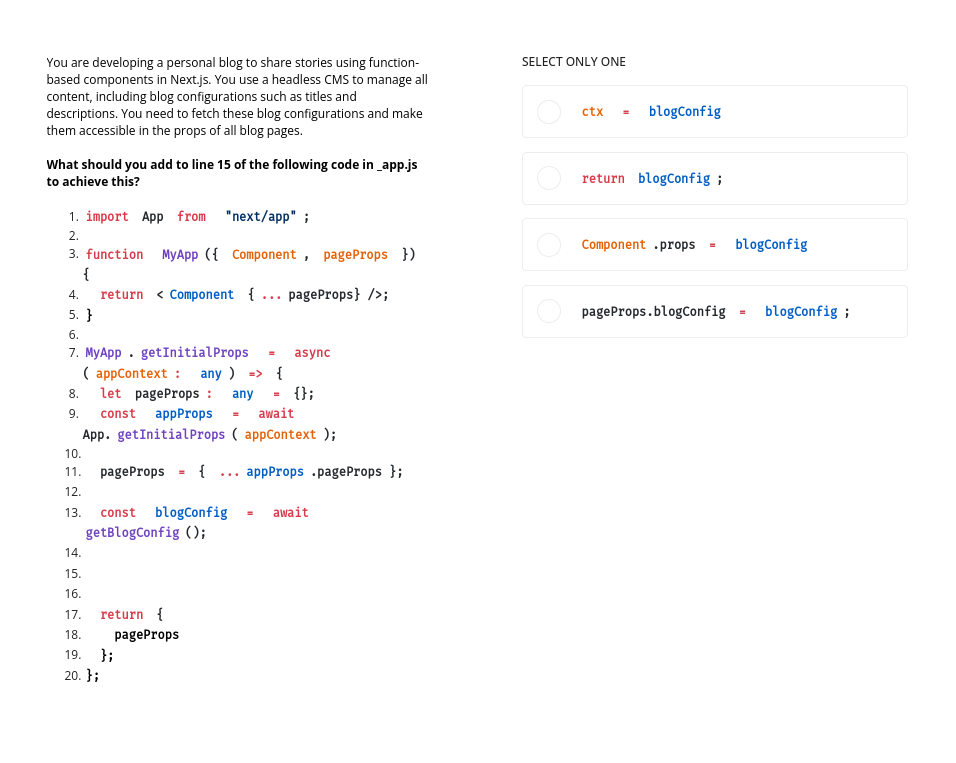 You are developing a personal blog to share stories using function-
based components in Next.js. You use a headless CMS to manage all
content, including blog configurations such as titles and
descriptions. You need to fetch these blog configurations and make
them accessible in the props of all blog pages.
What should you add to line 15 of the following code in _app.js
to achieve this?
1. import App from "next/app" ;
2.
3. function MyApp ({ Component , pageProps })
{
4. return < Component { ... pageProps} />;
5. }
6.
7. MyApp . getInitialProps = async
( appContext : any ) => {
8. let pageProps : any = {};
9. const appProps = await
App. getInitialProps ( appContext );
10.
11. pageProps = { ... appProps .pageProps };
12.
13. const blogConfig = await
getBlogConfig ();
14.
15.
16.
17. return {
18. pageProps
19. };
20. };
SELECT ONLY ONE
ctx = blogConfig
return blogConfig ;
Component .props = blogConfig
pageProps.blogConfig = blogConfig ;